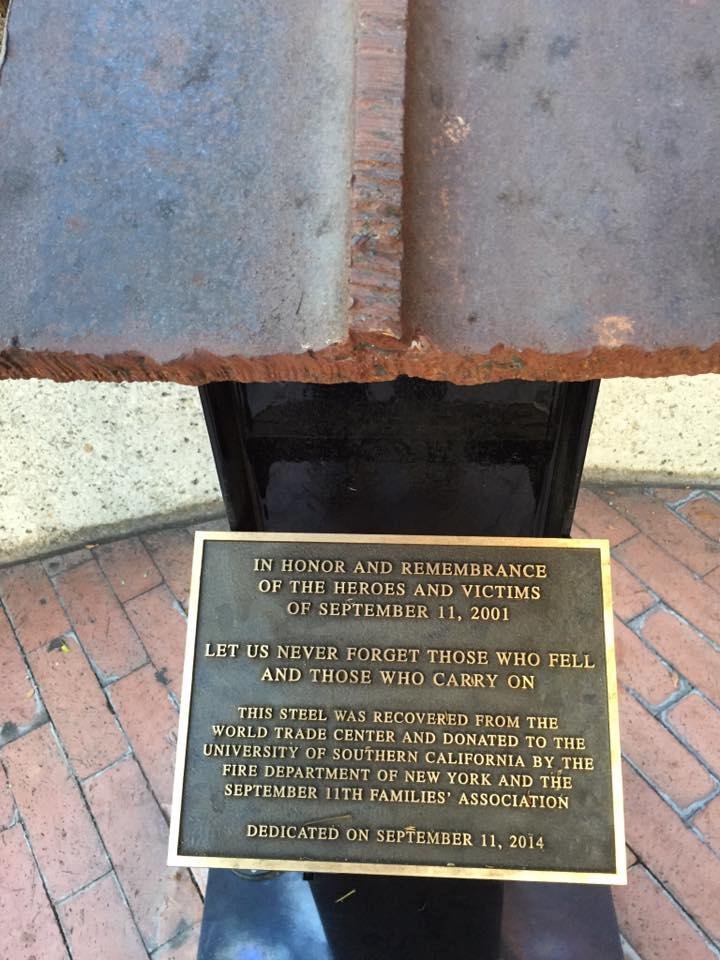 IN HONOR AND REMEMBRANCE
OF THE HEROES AND VICTIMS
OF SEPTEMBER 11, 2001
LET US NEVER FORGET THOSE WHO FELL
AND THOSE WHO CARRY ON
THIS STEEL WAS RECOVERED FROM THE
WORLD TRADE CENTER AND DONATED TO THE
UNIVERSITY OF SOUTHERN CALIFORNIA BY THE
FIRE DEPARTMENT OF NEW YORK AND THE
SEPTEMBER 11TH FAMILIES' ASSOCIATION
DEDICATED ON SEPTEMBER 11, 2014